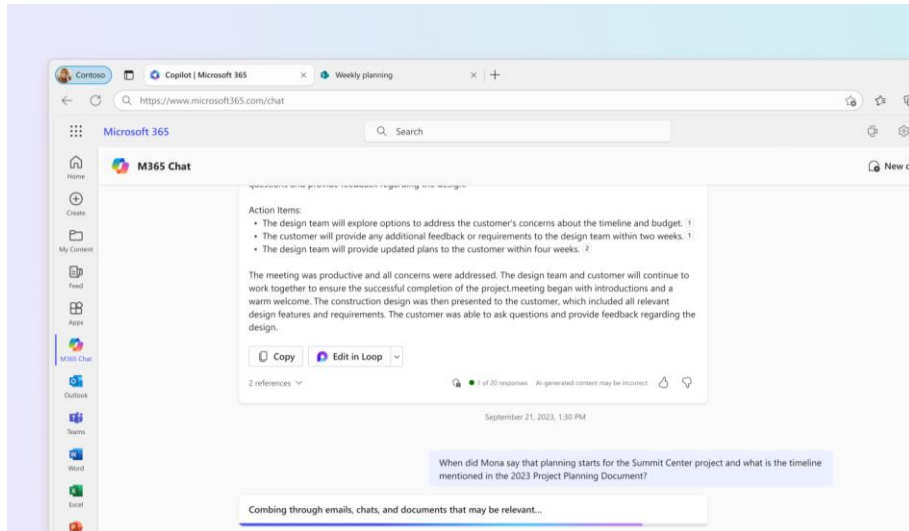 Contoso
Copilot | Microsoft 365
Weekly planning
https://www.microsoft365.com/chat
Microsoft 365
Search
Home
M365 Chat
New
Create
My Content
Feed
Apps
M365 Chat
Outlook
Teams
Word
Excel
questions and provide feedback regarding the design.
Action Items:
• The design team will explore options to address the customer's concerns about the timeline and budget. 1
• The customer will provide any additional feedback or requirements to the design team within two weeks. 1
• The design team will provide updated plans to the customer within four weeks. 2
The meeting was productive and all concerns were addressed. The design team and customer will continue to
work together to ensure the successful completion of the project.meeting began with introductions and a
warm welcome. The construction design was then presented to the customer, which included all relevant
design features and requirements. The customer was able to ask questions and provide feedback regarding the
design.
Copy
Edit in Loop
2 references
1 of 20 responses AI-generated content may be incorrect
September 21, 2023, 1:30 PM
When did Mona say that planning starts for the Summit Center project and what is the timeline
mentioned in the 2023 Project Planning Document?
Combing through emails, chats, and documents that may be relevant...